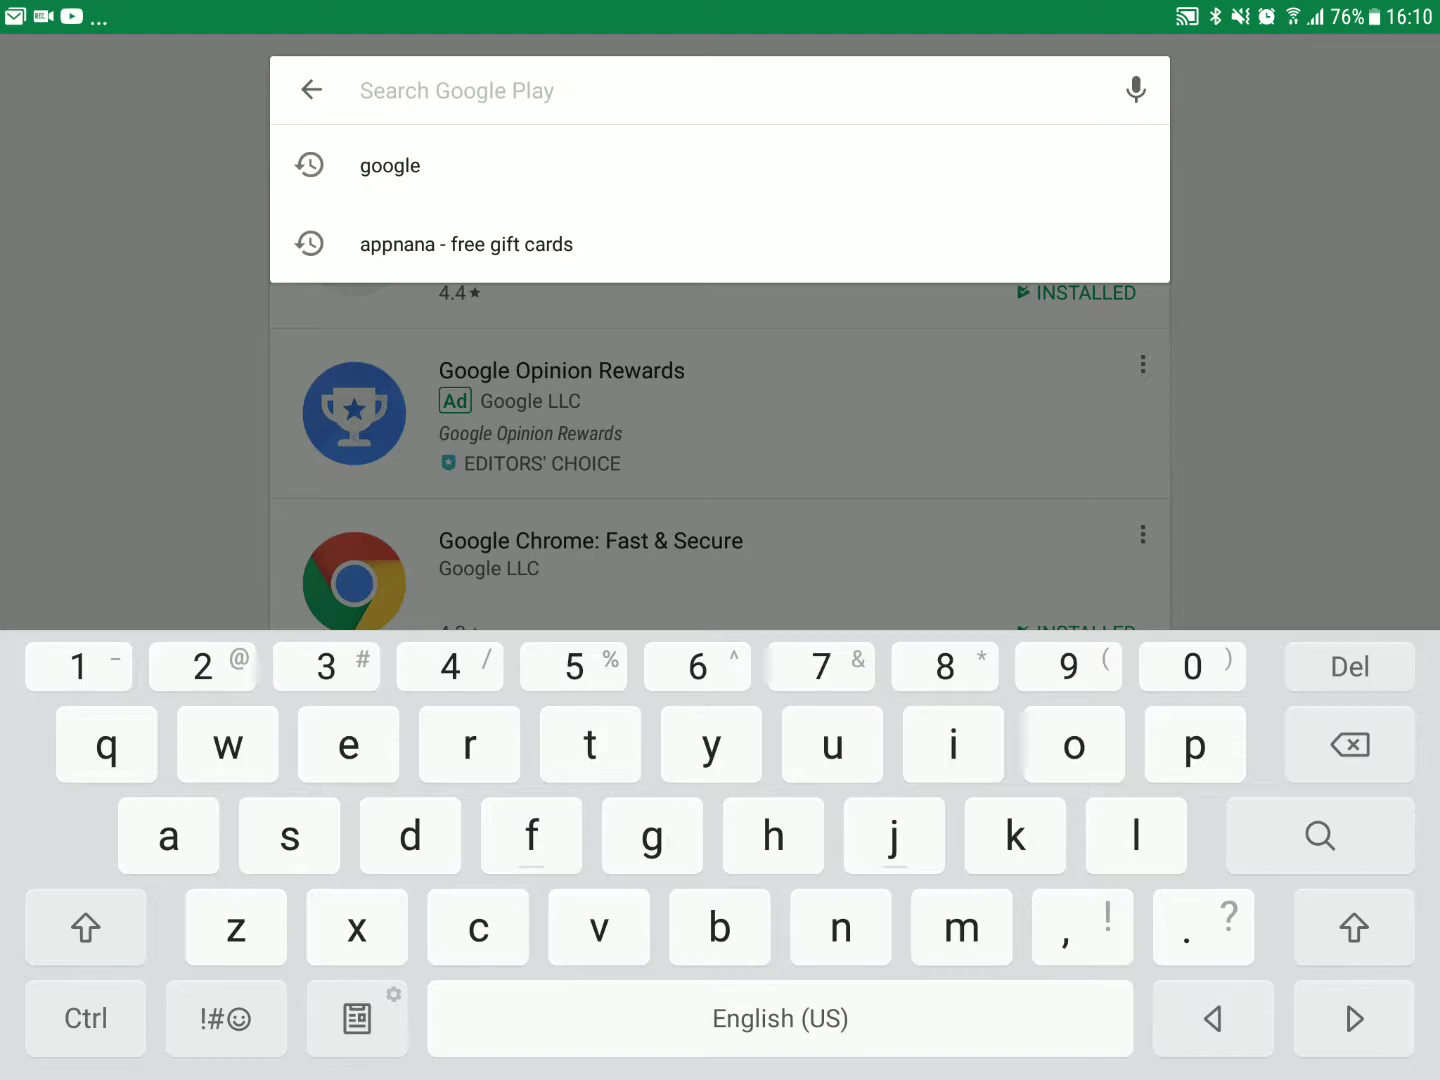 REC
...
76% 16:10
Search Google Play
google
appnana - free gift cards
4.4★ INSTALLED
Google Opinion Rewards
Ad Google LLC
Google Opinion Rewards
EDITORS' CHOICE
Google Chrome: Fast & Secure
Google LLC
1 - 2 @ 3 # 4 / 5 % 6 ^ 7 & 8 * 9 ( 0 ) Del
q w e r t y u i o p
a s d f g h j k l
z x c v b n m , ! . ?
Ctrl !#☺ English (US)